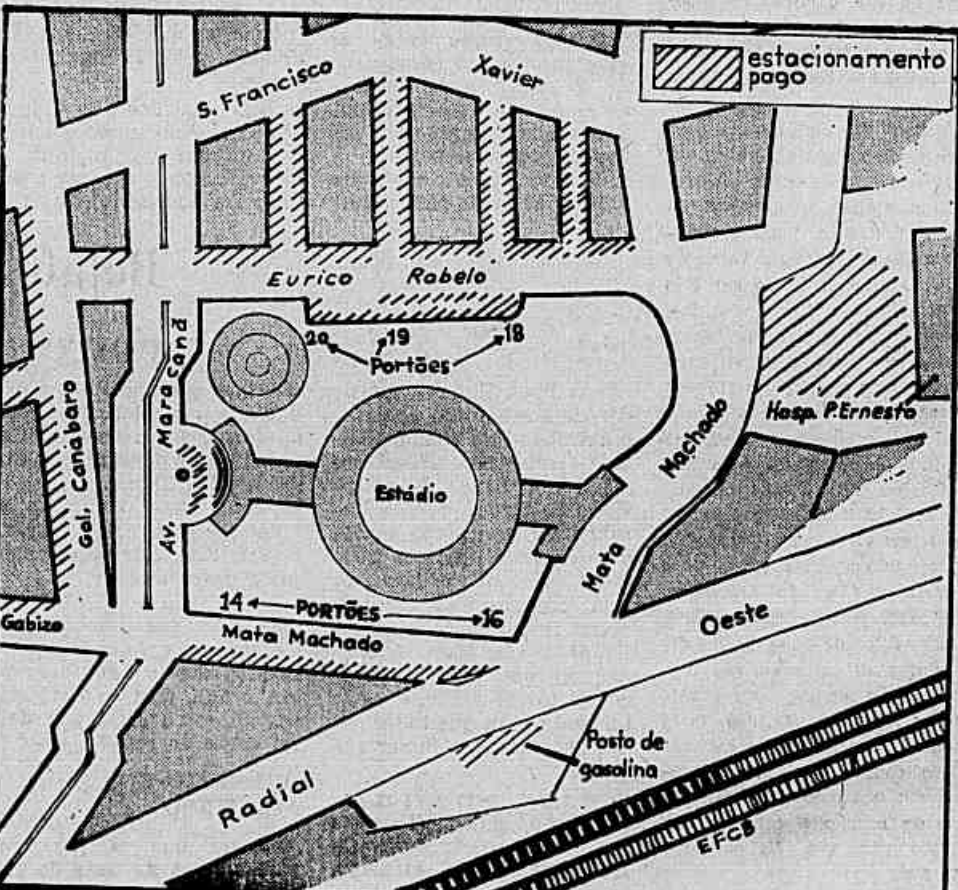 estacionamento
pago
S. Francisco
Xavier
Eurico Rabelo
20 19 18
Portões
Av. Maracanã
Gal. Canabaro
Hosp. P. Ernesto
Estádio
Mata Machado
14 PORTÕES 16
Mata Machado
Gabizo
Radial
Oeste
Posto de
gasolina
EFCB